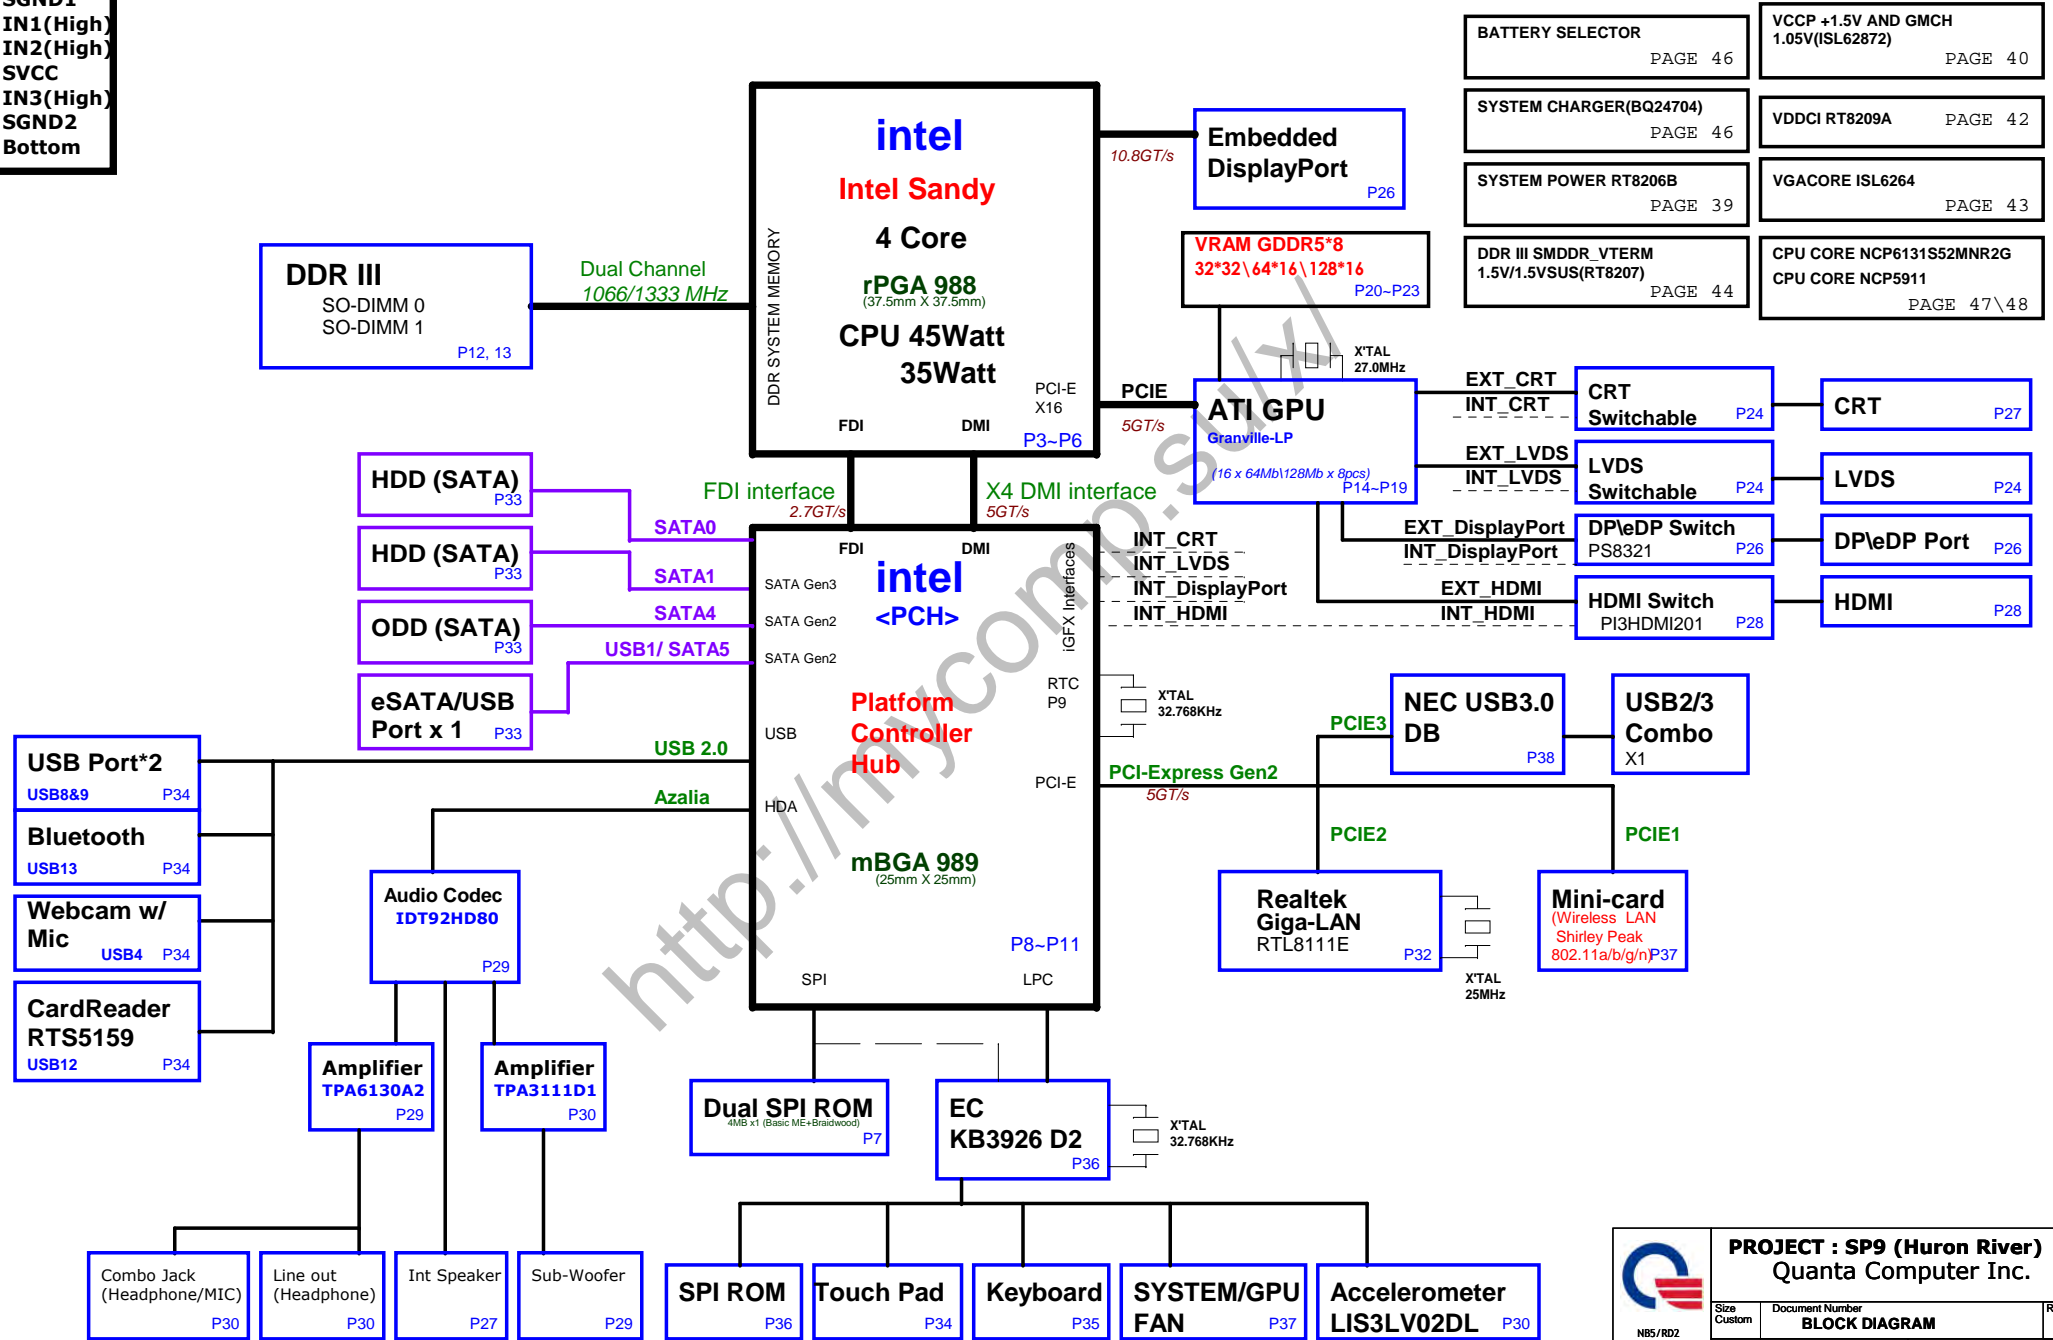 IN1(High)
IN2(High)
SVCC
IN3(High)
SGND2
Bottom
BATTERY SELECTOR
PAGE 46
VCCP +1.5V AND GMCH
1.05V(ISL62872)
PAGE 40
SYSTEM CHARGER(BQ24704)
PAGE 46
VDDCI RT8209A PAGE 42
SYSTEM POWER RT8206B
PAGE 39
VGACORE ISL6264
PAGE 43
DDR III SMDDR_VTERM
1.5V/1.5VSUS(RT8207)
PAGE 44
CPU CORE NCP6131S52MNR2G
CPU CORE NCP5911
PAGE 47\48
intel
Intel Sandy
4 Core
rPGA 988
(37.5mm X 37.5mm)
CPU 45Watt
35Watt
DDR SYSTEM MEMORY
PCI-E
X16
FDI
DMI
P3~P6
10.8GT/s
Embedded
DisplayPort
P26
DDR III
SO-DIMM 0
SO-DIMM 1
P12, 13
Dual Channel
1066/1333 MHz
VRAM GDDR5*8
32*32\64*16\128*16
P20~P23
X'TAL
27.0MHz
PCIE
5GT/s
ATI GPU
Granville-LP
(16 x 64Mb\128Mb x 8pcs)
P14~P19
EXT_CRT
INT_CRT
CRT
Switchable
P24
CRT
P27
EXT_LVDS
INT_LVDS
LVDS
Switchable
P24
LVDS
P24
EXT_DisplayPort
INT_DisplayPort
DP\eDP Switch
PS8321
P26
DP\eDP Port
P26
EXT_HDMI
INT_HDMI
HDMI Switch
PI3HDMI201
P28
HDMI
P28
FDI interface
2.7GT/s
X4 DMI interface
5GT/s
HDD (SATA)
P33
SATA0
HDD (SATA)
P33
SATA1
ODD (SATA)
P33
SATA4
eSATA/USB
Port x 1
P33
USB1/ SATA5
FDI
DMI
intel
<PCH>
SATA Gen3
SATA Gen2
SATA Gen2
iGFX Interfaces
INT_CRT
INT_LVDS
INT_DisplayPort
INT_HDMI
Platform
Controller
Hub
USB
HDA
RTC
P9
PCI-E
mBGA 989
(25mm X 25mm)
P8~P11
SPI
LPC
X'TAL
32.768KHz
USB 2.0
Azalia
USB Port*2
USB8&9
P34
Bluetooth
USB13
P34
Webcam w/
Mic
USB4
P34
CardReader
RTS5159
USB12
P34
Audio Codec
IDT92HD80
P29
Amplifier
TPA6130A2
P29
Amplifier
TPA3111D1
P30
PCI-Express Gen2
5GT/s
PCIE3
NEC USB3.0
DB
P38
USB2/3
Combo
X1
PCIE2
PCIE1
Realtek
Giga-LAN
RTL8111E
P32
X'TAL
25MHz
Mini-card
(Wireless LAN
Shirley Peak
802.11a/b/g/n)
P37
Dual SPI ROM
4MB x1 (Basic ME+Braidwood)
P7
EC
KB3926 D2
P36
X'TAL
32.768KHz
Combo Jack
(Headphone/MIC)
P30
Line out
(Headphone)
P30
Int Speaker
P27
Sub-Woofer
P29
SPI ROM
P36
Touch Pad
P34
Keyboard
P35
SYSTEM/GPU
FAN
P37
Accelerometer
LIS3LV02DL
P30
http://mycomp.su/x/
NB5/RD2
PROJECT : SP9 (Huron River)
Quanta Computer Inc.
Size
Custom
Document Number
BLOCK DIAGRAM